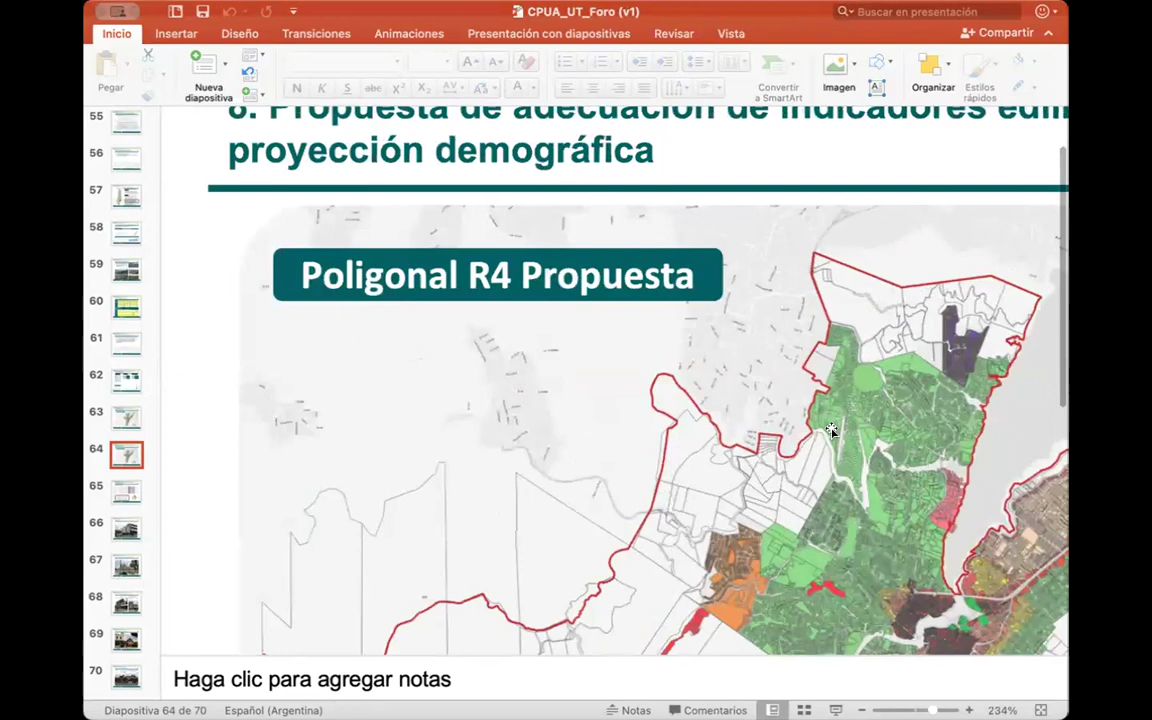 CPUA_UT_Foro (v1)
Buscar en presentación
Inicio
Insertar
Diseño
Transiciones
Animaciones
Presentación con diapositivas
Revisar
Vista
Compartir
Pegar
Nueva
diapositiva
Convertir
a SmartArt
Imagen
Organizar
Estilos
rápidos
55
56
57
58
59
60
61
62
63
64
65
66
67
68
69
70
proyección demográfica
Poligonal R4 Propuesta
Haga clic para agregar notas
Diapositiva 64 de 70
Español (Argentina)
Notas
Comentarios
234%